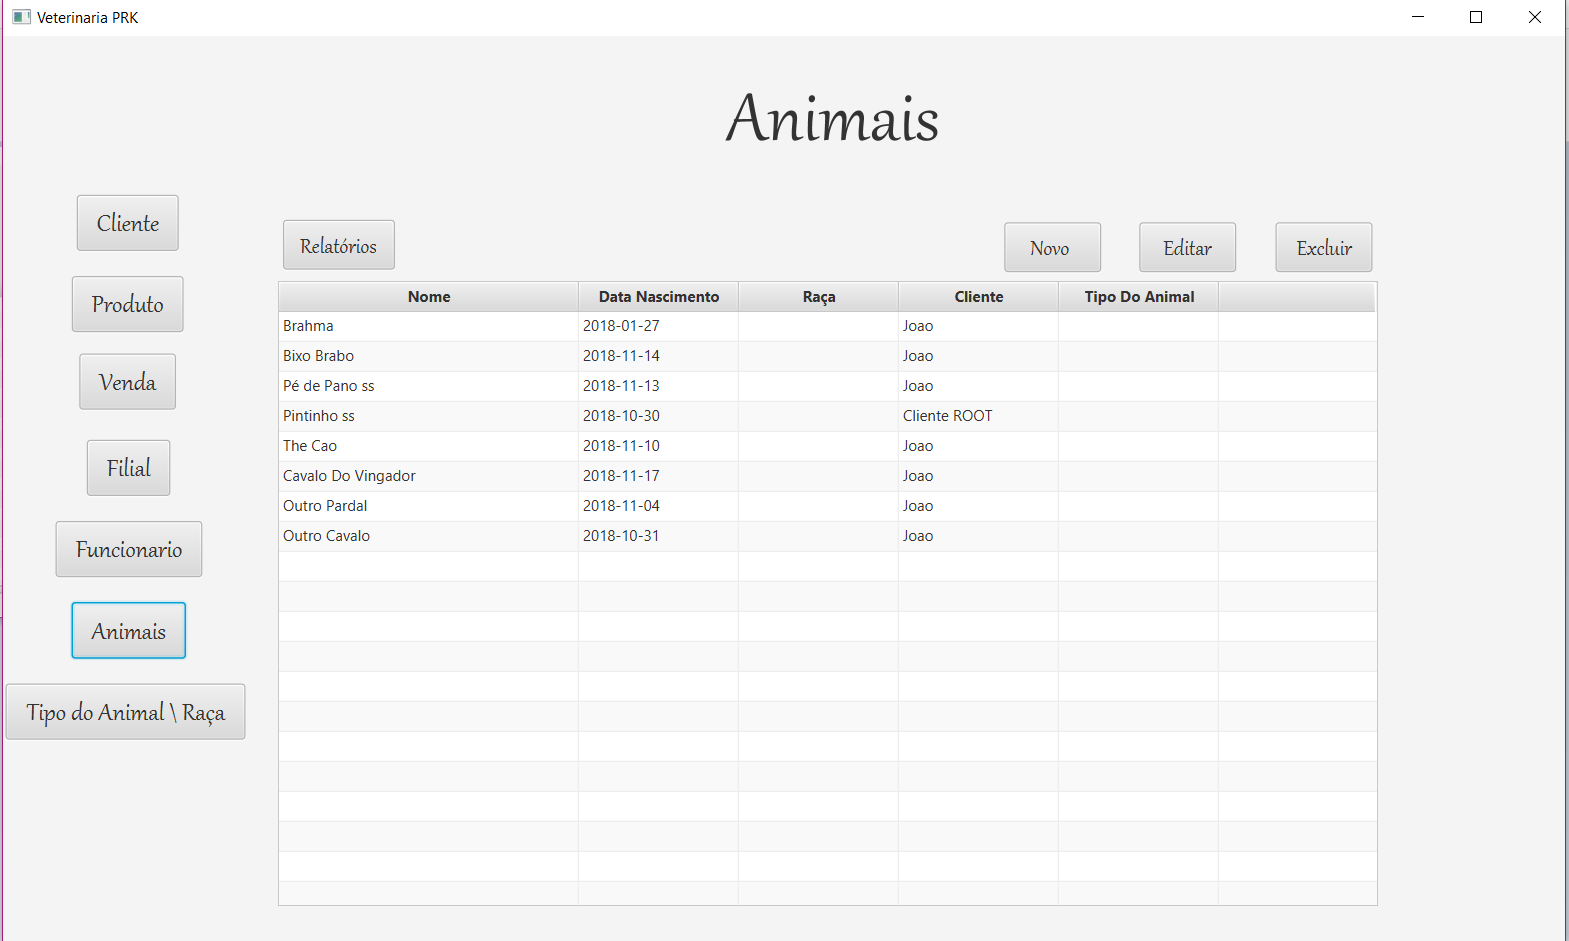 Veterinaria PRK
Animais
Cliente
Produto
Venda
Filial
Funcionario
Animais
Tipo do Animal \ Raça
Relatórios Novo Editar Excluir
Nome Data Nascimento Raça Cliente Tipo Do Animal
Brahma 2018-01-27 Joao
Bixo Brabo 2018-11-14 Joao
Pé de Pano ss 2018-11-13 Joao
Pintinho ss 2018-10-30 Cliente ROOT
The Cao 2018-11-10 Joao
Cavalo Do Vingador 2018-11-17 Joao
Outro Pardal 2018-11-04 Joao
Outro Cavalo 2018-10-31 Joao